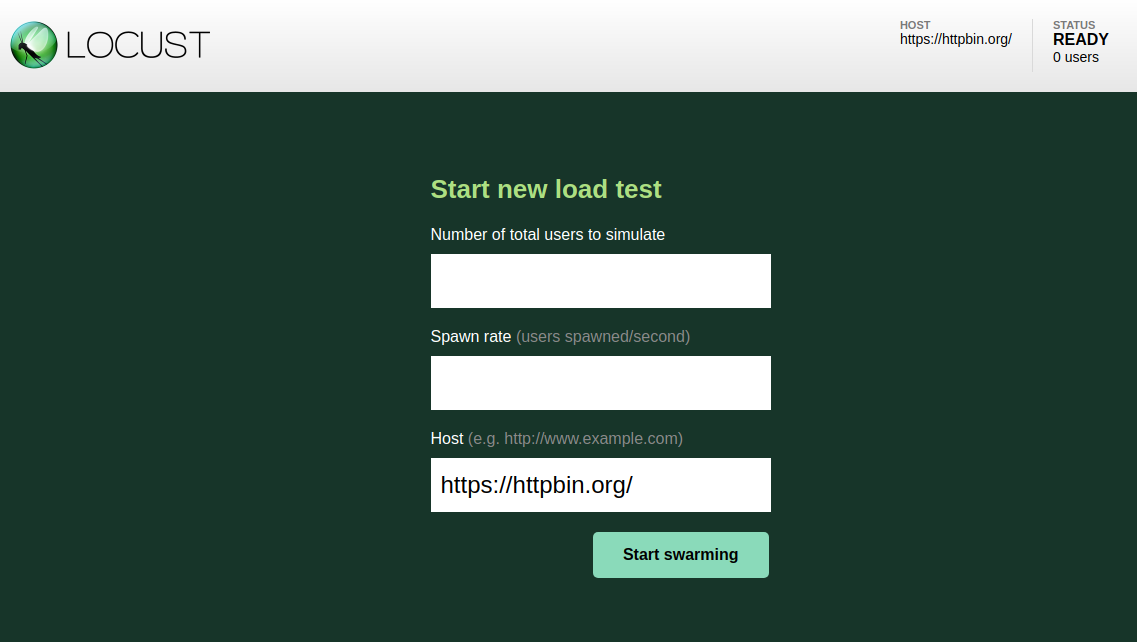 LOCUST
HOST
https://httpbin.org/
STATUS
READY
0 users
Start new load test
Number of total users to simulate
Spawn rate (users spawned/second)
Host (e.g. http://www.example.com)
https://httpbin.org/
Start swarming